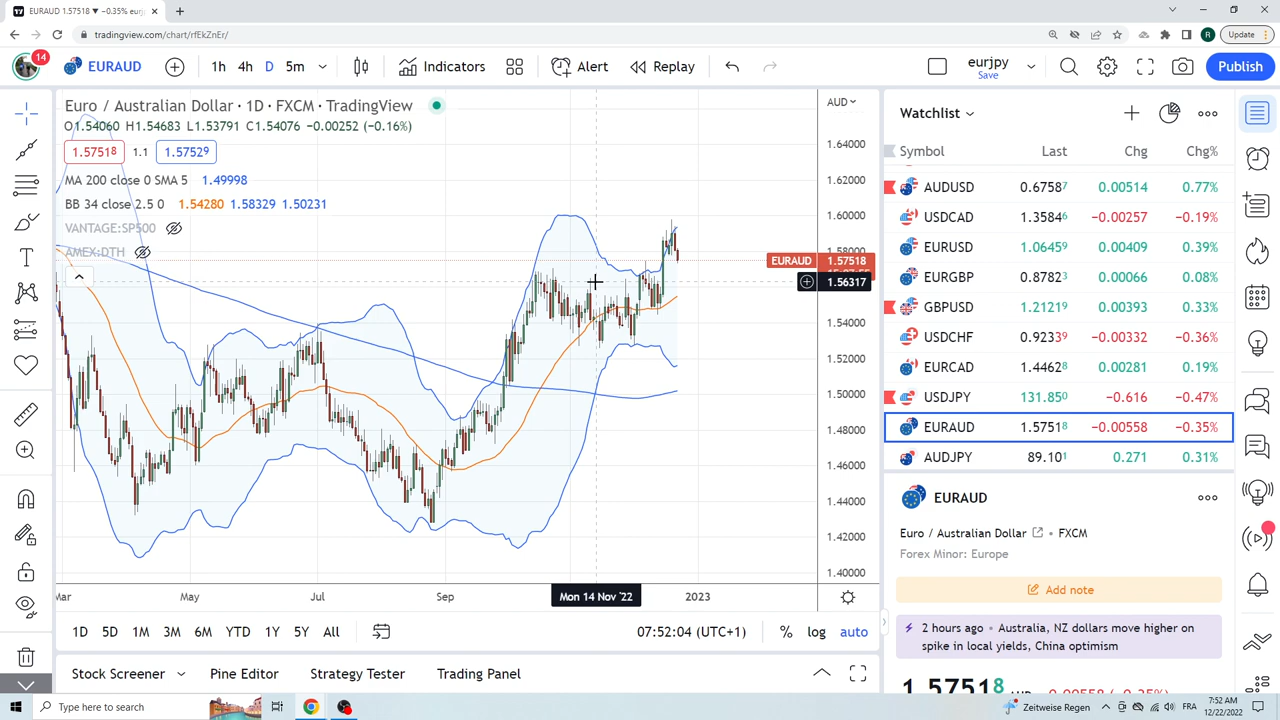 EURAUD 1.57518 ▼ −0.35% eurj
tradingview.com/chart/rfEkZnEr/
R
Update
14
EURAUD
1h 4h D 5m
Indicators
Alert
Replay
eurjpy
Save
Publish
Euro / Australian Dollar · 1D · FXCM · TradingView
O1.54060 H1.54683 L1.53791 C1.54076 −0.00252 (−0.16%)
1.57518 1.1 1.57529
MA 200 close 0 SMA 5 1.49998
BB 34 close 2.5 0 1.54280 1.58329 1.50231
VANTAGE:SP500
AMEX:DTH
AUD
1.64000
1.62000
1.60000
1.58000
EURAUD 1.57518
1.56317
1.54000
1.52000
1.50000
1.48000
1.46000
1.44000
1.42000
1.40000
Mar May Jul Sep Mon 14 Nov '22 2023
1D 5D 1M 3M 6M YTD 1Y 5Y All
07:52:04 (UTC+1) % log auto
Stock Screener Pine Editor Strategy Tester Trading Panel
Watchlist
Symbol Last Chg Chg%
AUDUSD 0.67587 0.00514 0.77%
USDCAD 1.35846 −0.00257 −0.19%
EURUSD 1.06459 0.00409 0.39%
EURGBP 0.87823 0.00066 0.08%
GBPUSD 1.21219 0.00393 0.33%
USDCHF 0.92339 −0.00332 −0.36%
EURCAD 1.44628 0.00281 0.19%
USDJPY 131.850 −0.616 −0.47%
EURAUD 1.57518 −0.00558 −0.35%
AUDJPY 89.101 0.271 0.31%
EURAUD
Euro / Australian Dollar • FXCM
Forex Minor: Europe
Add note
2 hours ago • Australia, NZ dollars move higher on
spike in local yields, China optimism
1.57518 AUD −0.00558 (−0.35%)
Type here to search
Zeitweise Regen
FRA
7:52 AM
12/22/2022